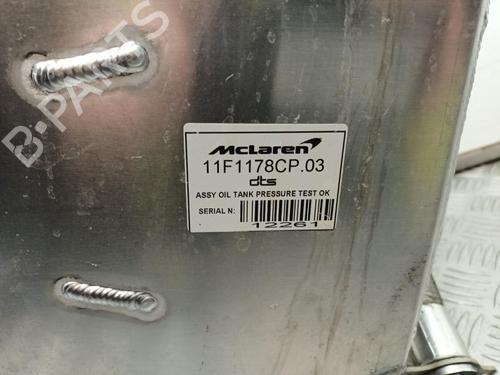 B-PARTS
McLaren
11F1178CP.03
dts
ASSY OIL TANK PRESSURE TEST OK
SERIAL N:
12261